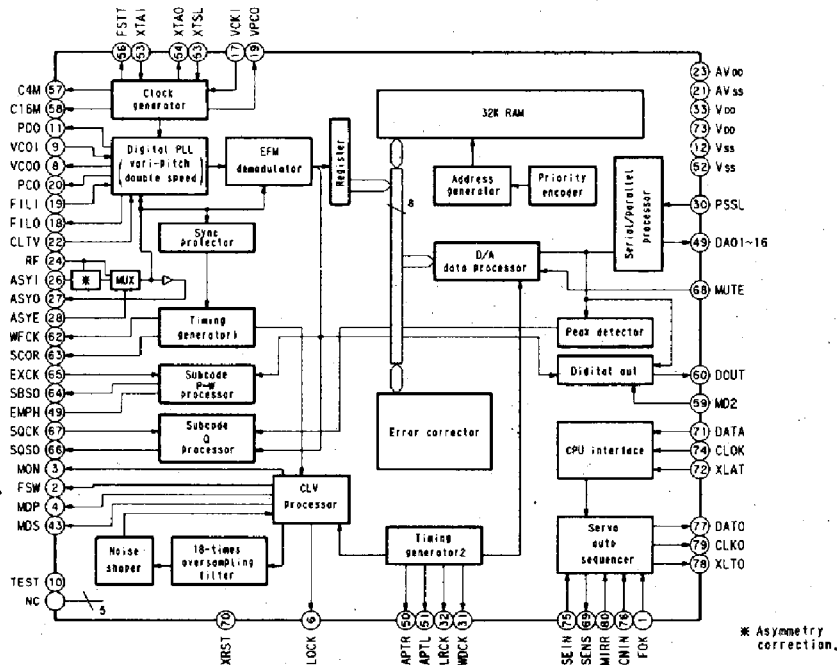 FSTT
XTAI
XTAO
XTSL
VCKI
VPCO
56
53
54
53
17
19
C4M 57
C16M 58
PDO 11
VCOI 9
VCOO 8
PCO 20
FILI 19
FILO 18
CLTV 22
RF 24
ASYI 26
ASYO 27
ASYE 28
WFCK 62
SCOR 63
EXCK 65
SBSO 64
EMPH 49
SQCK 67
SQSO 66
MON 3
FSW 2
MDP 4
MDS 43
TEST 10
NC
5
Clock
generator
Digital PLL
vari-pitch
double speed
EFM
demodulator
Register
Sync
protector
* MUX
Timing
generator1
Subcode
P-W
processor
Subcode
Q
Processor
CLV
processor
Noise
shaper
18-times
oversampling
filter
32K RAM
Address
generator
Priority
encoder
8
D/A
data processor
Serial/parallel
processor
Peak detector
Digital out
Error corrector
CPU interface
Servo
auto
sequencer
Timing
generator2
23 AVDD
21 AVSS
33 VDD
73 VDD
12 VSS
52 VSS
30 PSSL
49 DA01~16
68 MUTE
60 DOUT
59 MD2
71 DATA
74 CLOK
72 XLAT
77 DATO
79 CLKO
78 XLTO
70
6
50
51
32
31
75
69
80
76
1
XRST
LOCK
APTR
APTL
LRCK
WDCK
SEIN
SENS
MIRR
CNIN
FOK
* Asymmetry
correction.